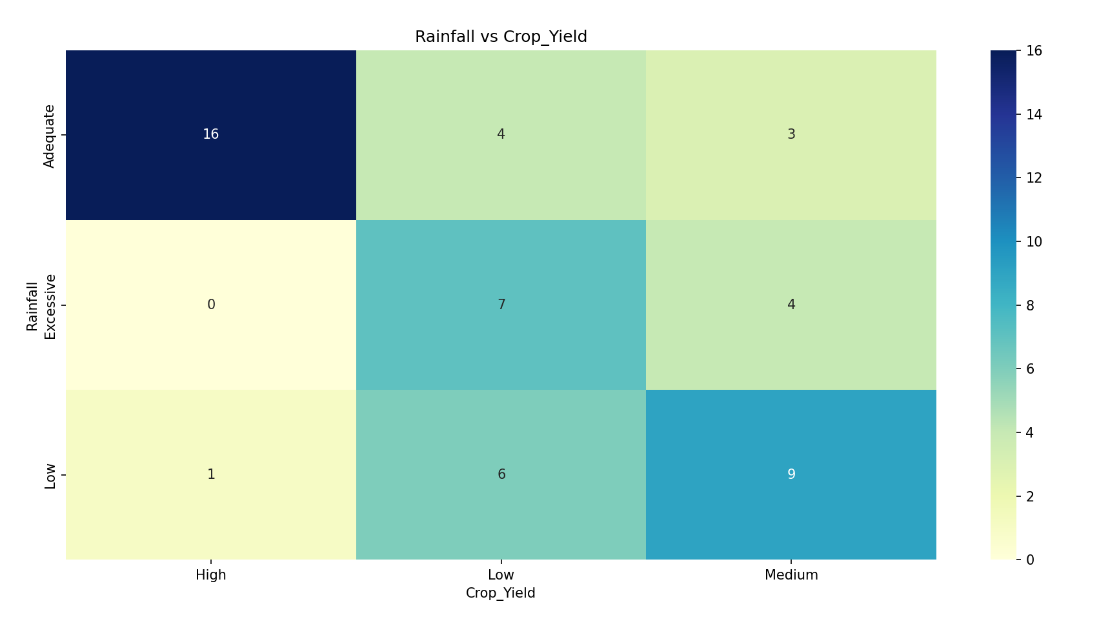 Rainfall vs Crop_Yield
Adequate
16
4
3
Rainfall
Excessive
0
7
4
Low
1
6
9
High
Low
Medium
Crop_Yield
16
14
12
10
8
6
4
2
0